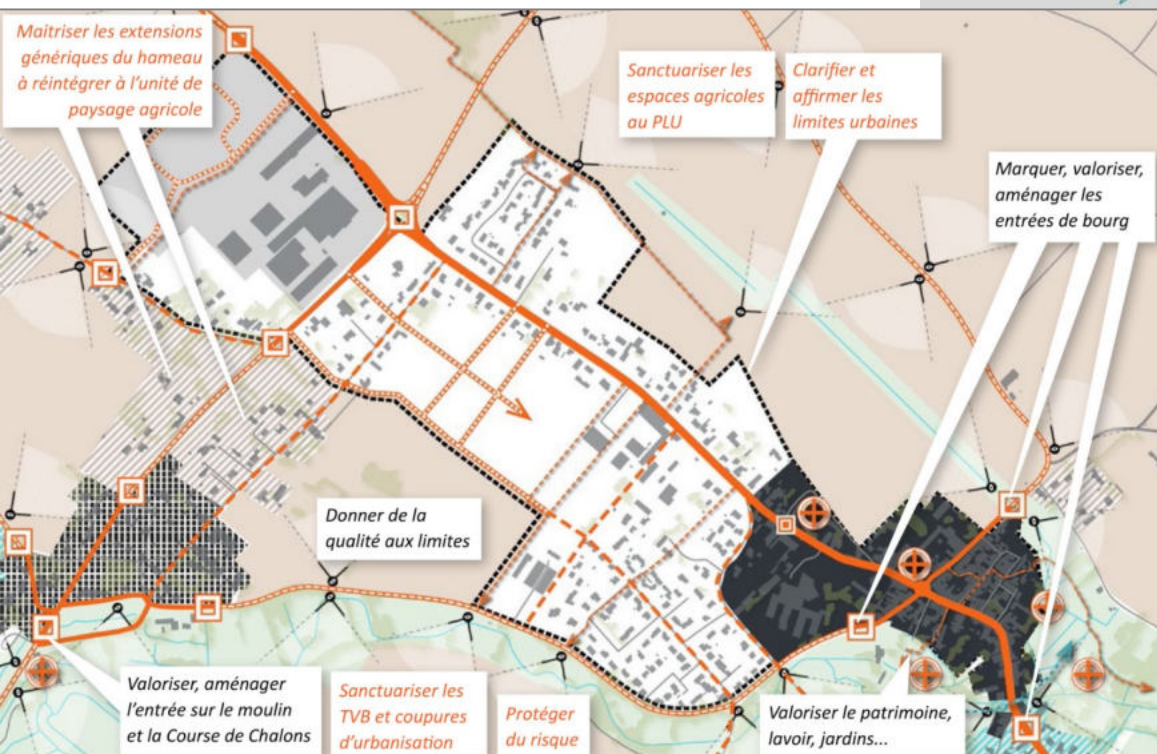 Maitriser les extensions
génériques du hameau
à réintégrer à l'unité de
paysage agricole
Sanctuariser les
espaces agricoles
au PLU
Clarifier et
affirmer les
limites urbaines
Marquer, valoriser,
aménager les
entrées de bourg
Donner de la
qualité aux limites
Valoriser, aménager
l'entrée sur le moulin
et la Course de Chalons
Sanctuariser les
TVB et coupures
d'urbanisation
Protéger
du risque
Valoriser le patrimoine,
lavoir, jardins...